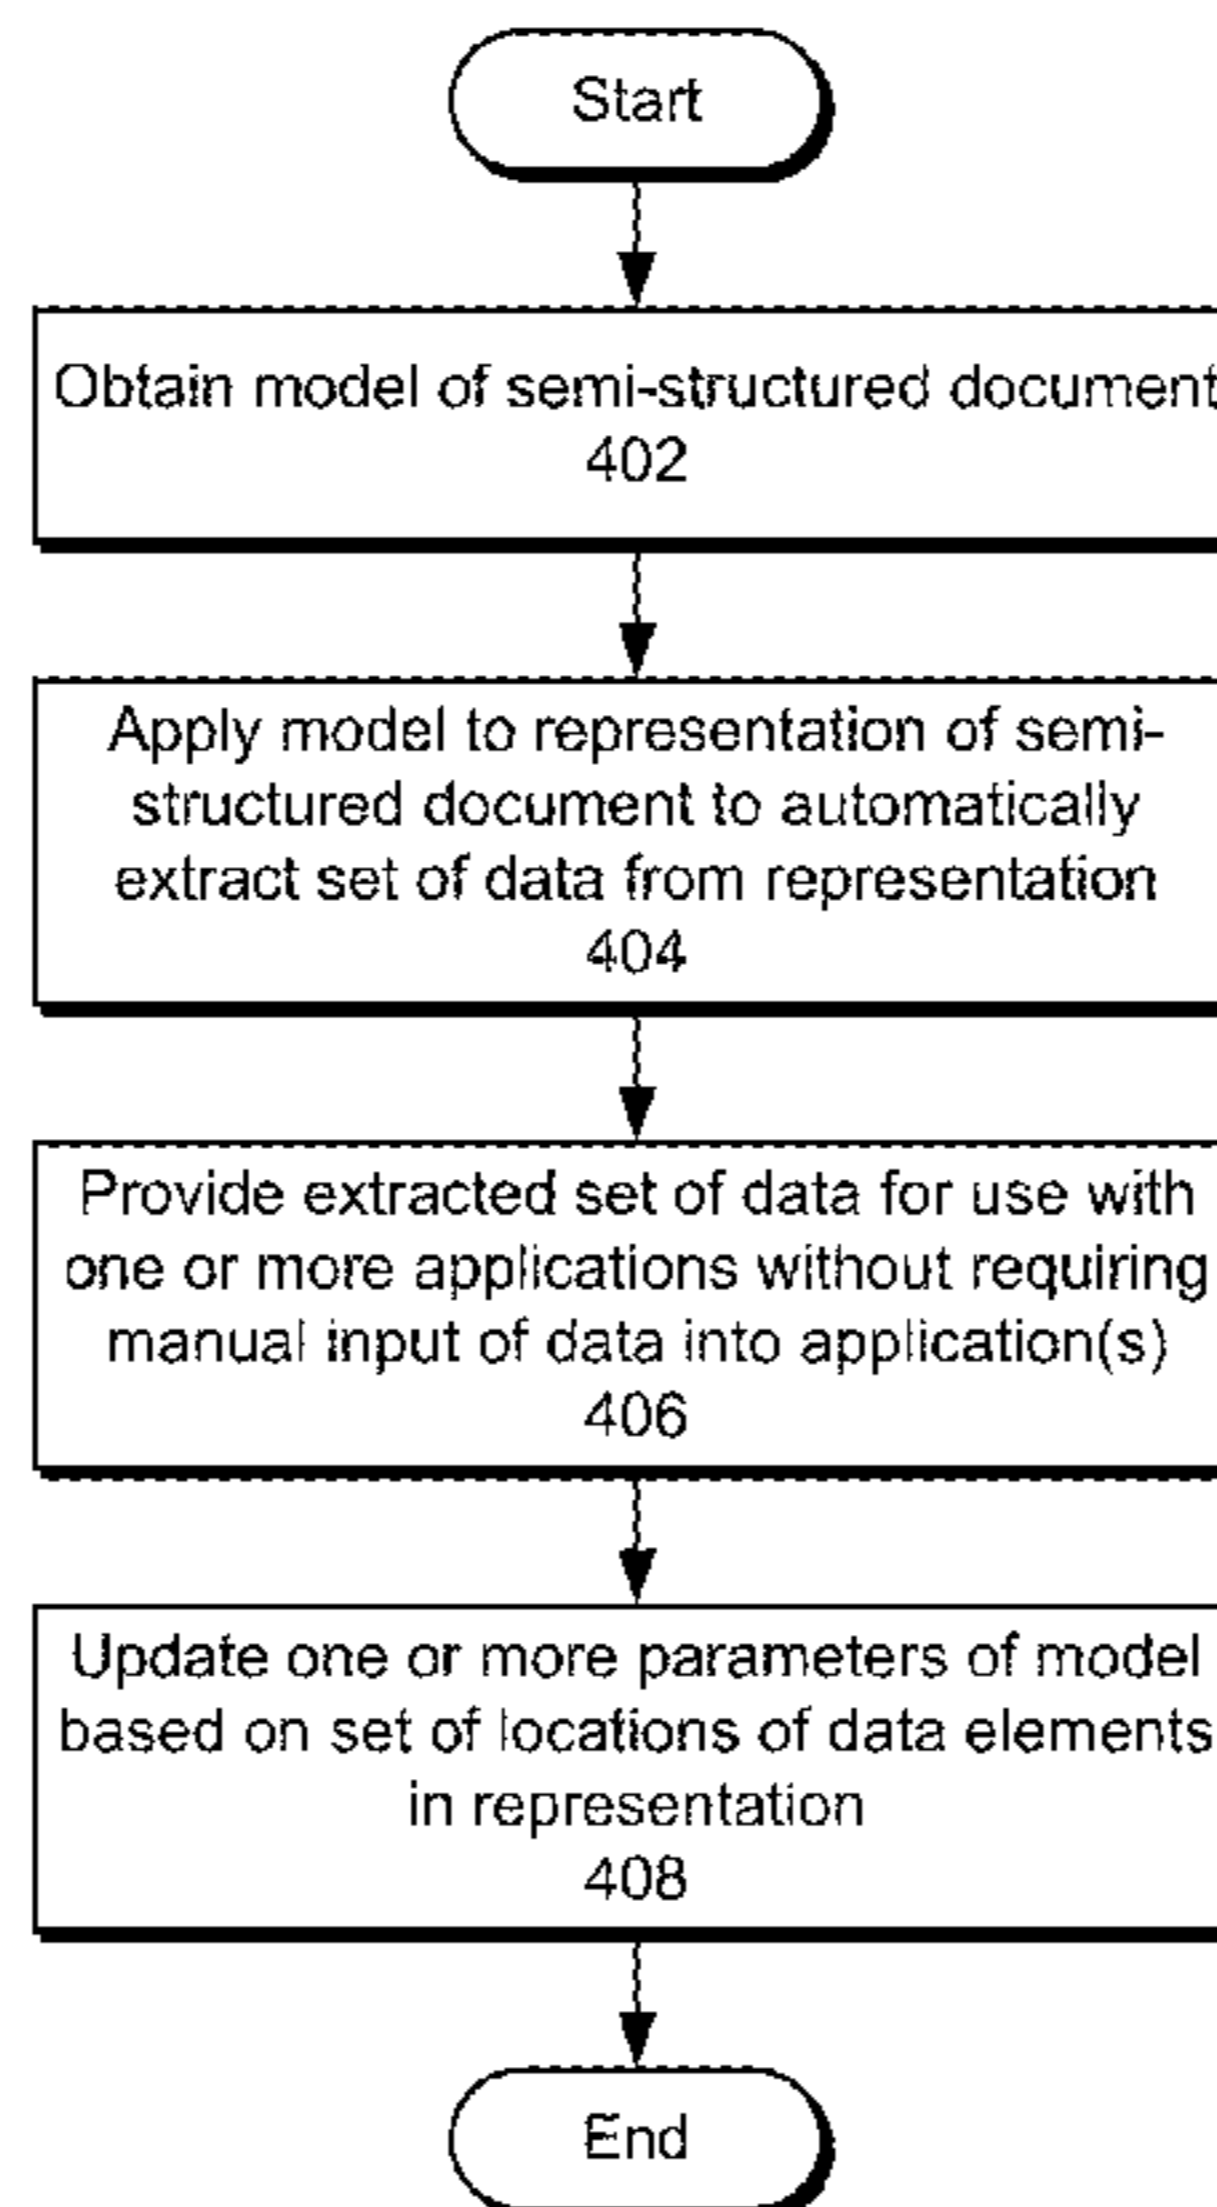 Start
Obtain model of semi-structured document
402
Apply model to representation of semi-
structured document to automatically
extract set of data from representation
404
Provide extracted set of data for use with
one or more applications without requiring
manual input of data into application(s)
406
Update one or more parameters of model
based on set of locations of data elements
in representation
408
End